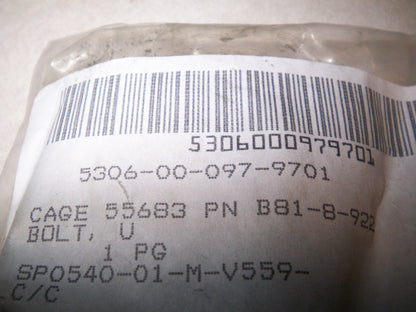 5306000979701
5306-00-097-9701
CAGE 55683 PN B81-8-922
BOLT, U
1 PG
SP0540-01-M-V559-
C/C